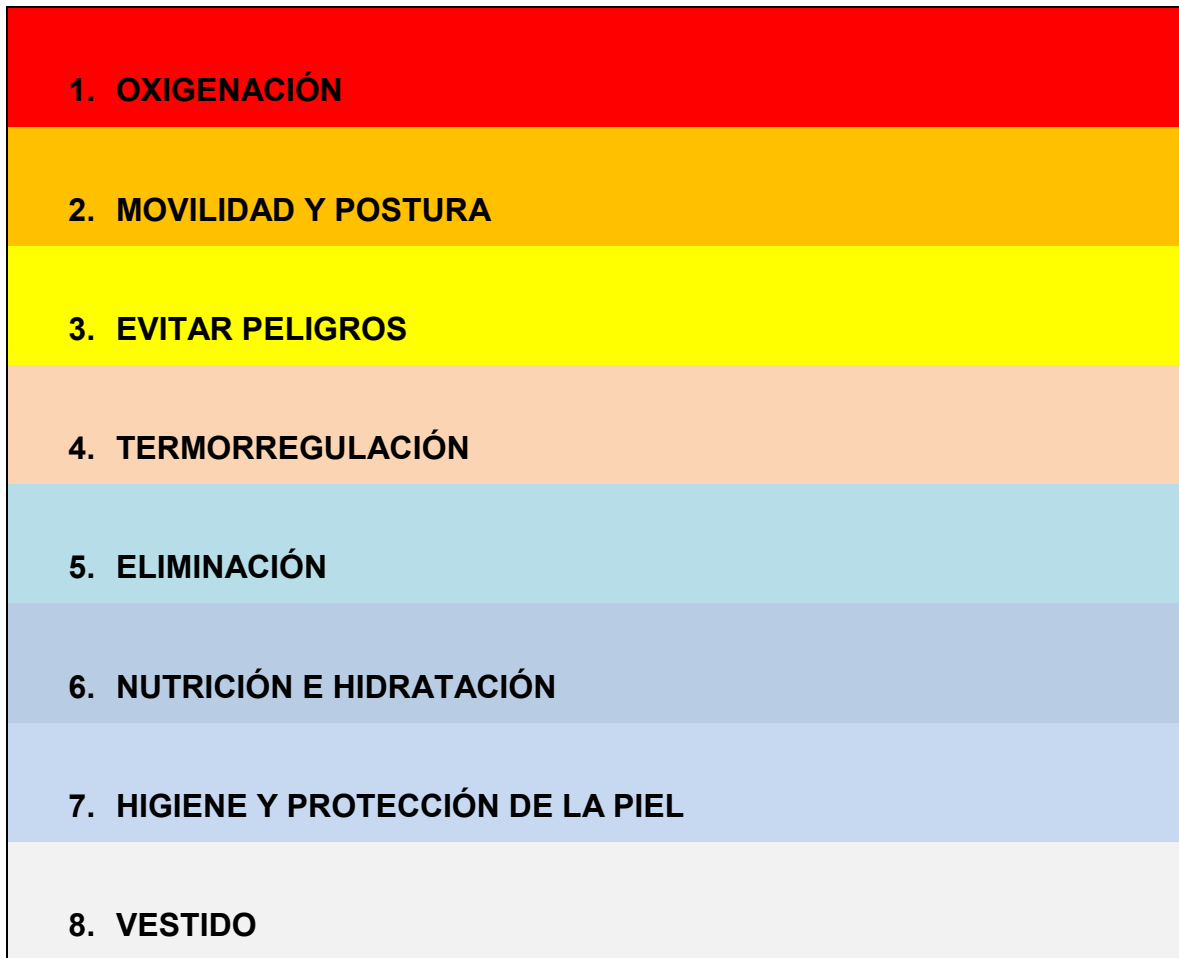 1. OXIGENACIÓN
2. MOVILIDAD Y POSTURA
3. EVITAR PELIGROS
4. TERMORREGULACIÓN
5. ELIMINACIÓN
6. NUTRICIÓN E HIDRATACIÓN
7. HIGIENE Y PROTECCIÓN DE LA PIEL
8. VESTIDO